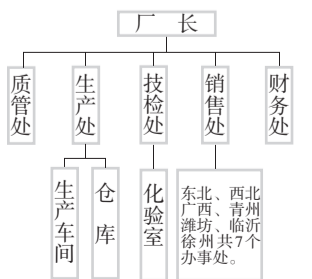 厂长
质管处
生产处
技检处
销售处
财务处
生产车间
仓库
化验室
东北、西北
广西、青州
潍坊、临沂
徐州共7个
办事处。